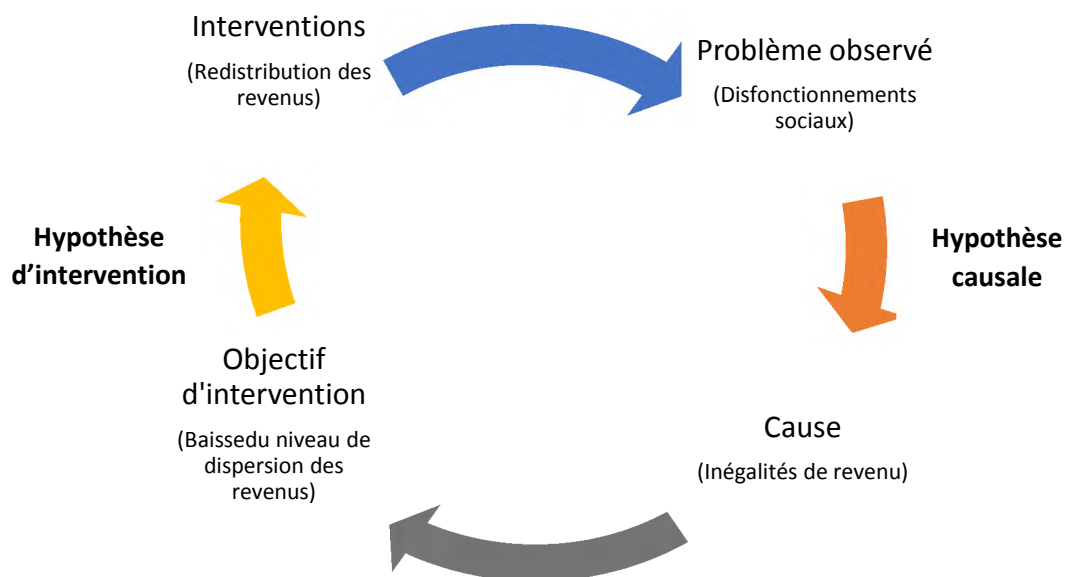 Interventions
(Redistribution des
revenus)
Problème observé
(Disfonctionnements
sociaux)
Hypothèse
d’intervention
Hypothèse
causale
Objectif
d'intervention
(Baissedu niveau de
dispersion des
revenus)
Cause
(Inégalités de revenu)